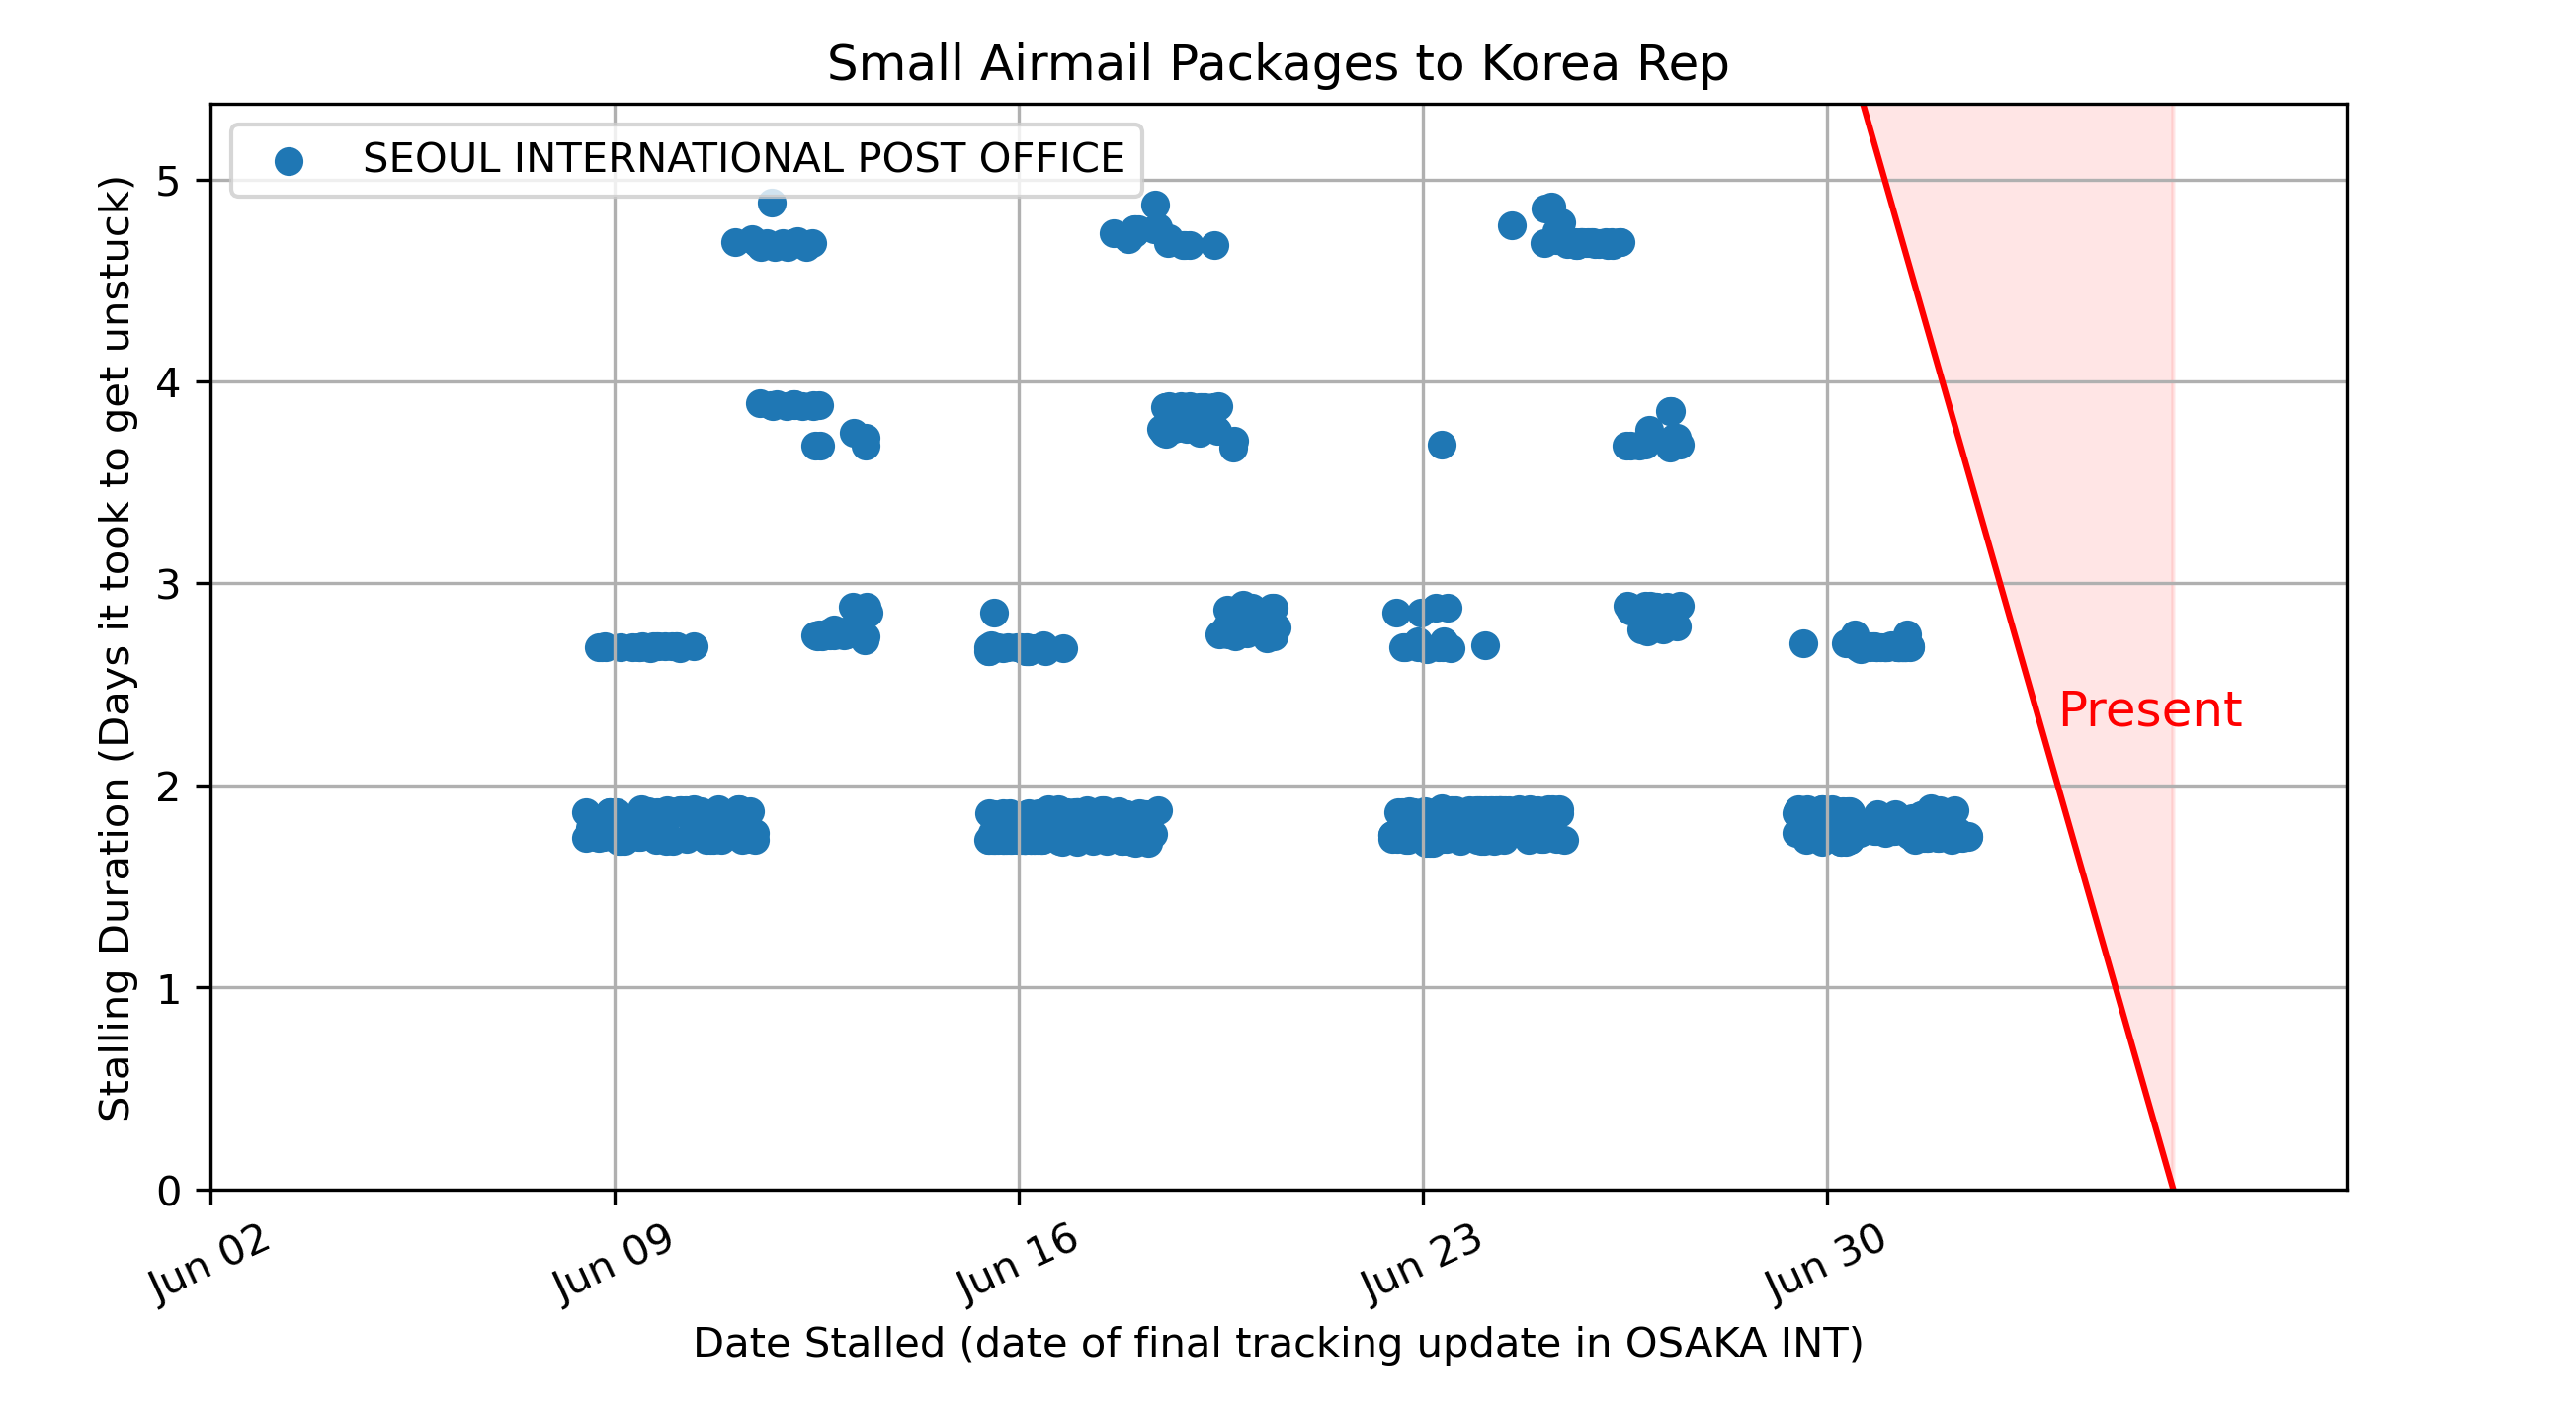 Small Airmail Packages to Korea Rep
SEOUL INTERNATIONAL POST OFFICE
Stalling Duration (Days it took to get unstuck)
5
4
3
2
1
0
Present
Jun 02
Jun 09
Jun 16
Jun 23
Jun 30
Date Stalled (date of final tracking update in OSAKA INT)